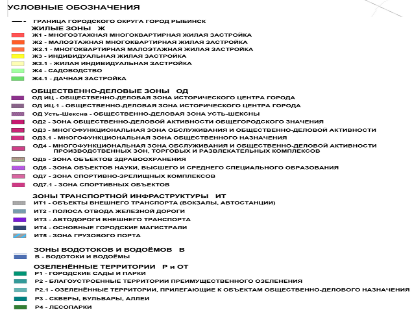 УСЛОВНЫЕ ОБОЗНАЧЕНИЯ
ГРАНИЦА ГОРОДСКОГО ОКРУГА ГОРОД РЫБИНСК
ЖИЛЫЕ ЗОНЫ Ж
Ж1 - МНОГОЭТАЖНАЯ МНОГОКВАРТИРНАЯ ЖИЛАЯ ЗАСТРОЙКА
Ж2 - МАЛОЭТАЖНАЯ МНОГОКВАРТИРНАЯ ЖИЛАЯ ЗАСТРОЙКА
Ж2.1 - МНОГОКВАРТИРНАЯ МАЛОЭТАЖНАЯ ЖИЛАЯ ЗАСТРОЙКА
Ж3 - ИНДИВИДУАЛЬНАЯ ЖИЛАЯ ЗАСТРОЙКА
Ж3.1 - ЖИЛАЯ ИНДИВИДУАЛЬНАЯ ЗАСТРОЙКА
Ж4 - САДОВОДСТВО
Ж4.1 - ДАЧНАЯ ЗАСТРОЙКА
ОБЩЕСТВЕННО-ДЕЛОВЫЕ ЗОНЫ ОД
ОД ИЦ - ОБЩЕСТВЕННО-ДЕЛОВАЯ ЗОНА ИСТОРИЧЕСКОГО ЦЕНТРА ГОРОДА
ОД ИЦ.1 - ОБЩЕСТВЕННО-ДЕЛОВАЯ ЗОНА ИСТОРИЧЕСКОГО ЦЕНТРА ГОРОДА
ОД Усть-Шексна - ОБЩЕСТВЕННО-ДЕЛОВАЯ ЗОНА УСТЬ-ШЕКСНЫ
ОД2 - ЗОНА ОБЩЕСТВЕННО-ДЕЛОВОЙ АКТИВНОСТИ ОБЩЕГОРОДСКОГО ЗНАЧЕНИЯ
ОД3 - МНОГОФУНКЦИОНАЛЬНАЯ ЗОНА ОБСЛУЖИВАНИЯ И ОБЩЕСТВЕННО-ДЕЛОВОЙ АКТИВНОСТИ
ОД3.1 - МНОГОФУНКЦИОНАЛЬНАЯ ЗОНА ОБЩЕСТВЕННОГО НАЗНАЧЕНИЯ
ОД4 - МНОГОФУНКЦИОНАЛЬНАЯ ЗОНА ОБСЛУЖИВАНИЯ И ОБЩЕСТВЕННО-ДЕЛОВОЙ АКТИВНОСТИ
ПРОИЗВОДСТВЕННЫХ ЗОН, ТОРГОВЫХ И РАЗВЛЕКАТЕЛЬНЫХ КОМПЛЕКСОВ
ОД5 - ЗОНА ОБЪЕКТОВ ЗДРАВООХРАНЕНИЯ
ОД6 - ЗОНА ОБЪЕКТОВ НАУКИ, ВЫСШЕГО И СРЕДНЕГО СПЕЦИАЛЬНОГО ОБРАЗОВАНИЯ
ОД7 - ЗОНА СПОРТИВНО-ЗРЕЛИЩНЫХ КОМПЛЕКСОВ
ОД7.1 - ЗОНА СПОРТИВНЫХ ОБЪЕКТОВ
ЗОНЫ ТРАНСПОРТНОЙ ИНФРАСТРУКТУРЫ ИТ
ИТ1 - ОБЪЕКТЫ ВНЕШНЕГО ТРАНСПОРТА (ВОКЗАЛЫ, АВТОСТАНЦИИ)
ИТ2 - ПОЛОСА ОТВОДА ЖЕЛЕЗНОЙ ДОРОГИ
ИТ3 - АВТОДОРОГИ ВНЕШНЕГО ТРАНСПОРТА
ИТ4 - ОСНОВНЫЕ ГОРОДСКИЕ МАГИСТРАЛИ
ИТ5 - ЗОНА ГРУЗОВОГО ПОРТА
ЗОНЫ ВОДОТОКОВ И ВОДОЁМОВ В
В - ВОДОТОКИ И ВОДОЁМЫ
ОЗЕЛЕНЁННЫЕ ТЕРРИТОРИИ Р и ОТ
Р1 - ГОРОДСКИЕ САДЫ И ПАРКИ
Р2 - БЛАГОУСТРОЕННЫЕ ТЕРРИТОРИИ ПРЕИМУЩЕСТВЕННОГО ОЗЕЛЕНЕНИЯ
Р2.1 - ОЗЕЛЕНЁННЫЕ ТЕРРИТОРИИ, ПРИЛЕГАЮЩИЕ К ОБЪЕКТАМ ОБЩЕСТВЕННО-ДЕЛОВОГО НАЗНАЧЕНИЯ
Р3 - СКВЕРЫ, БУЛЬВАРЫ, АЛЛЕИ
Р4 - ЛЕСОПАРКИ